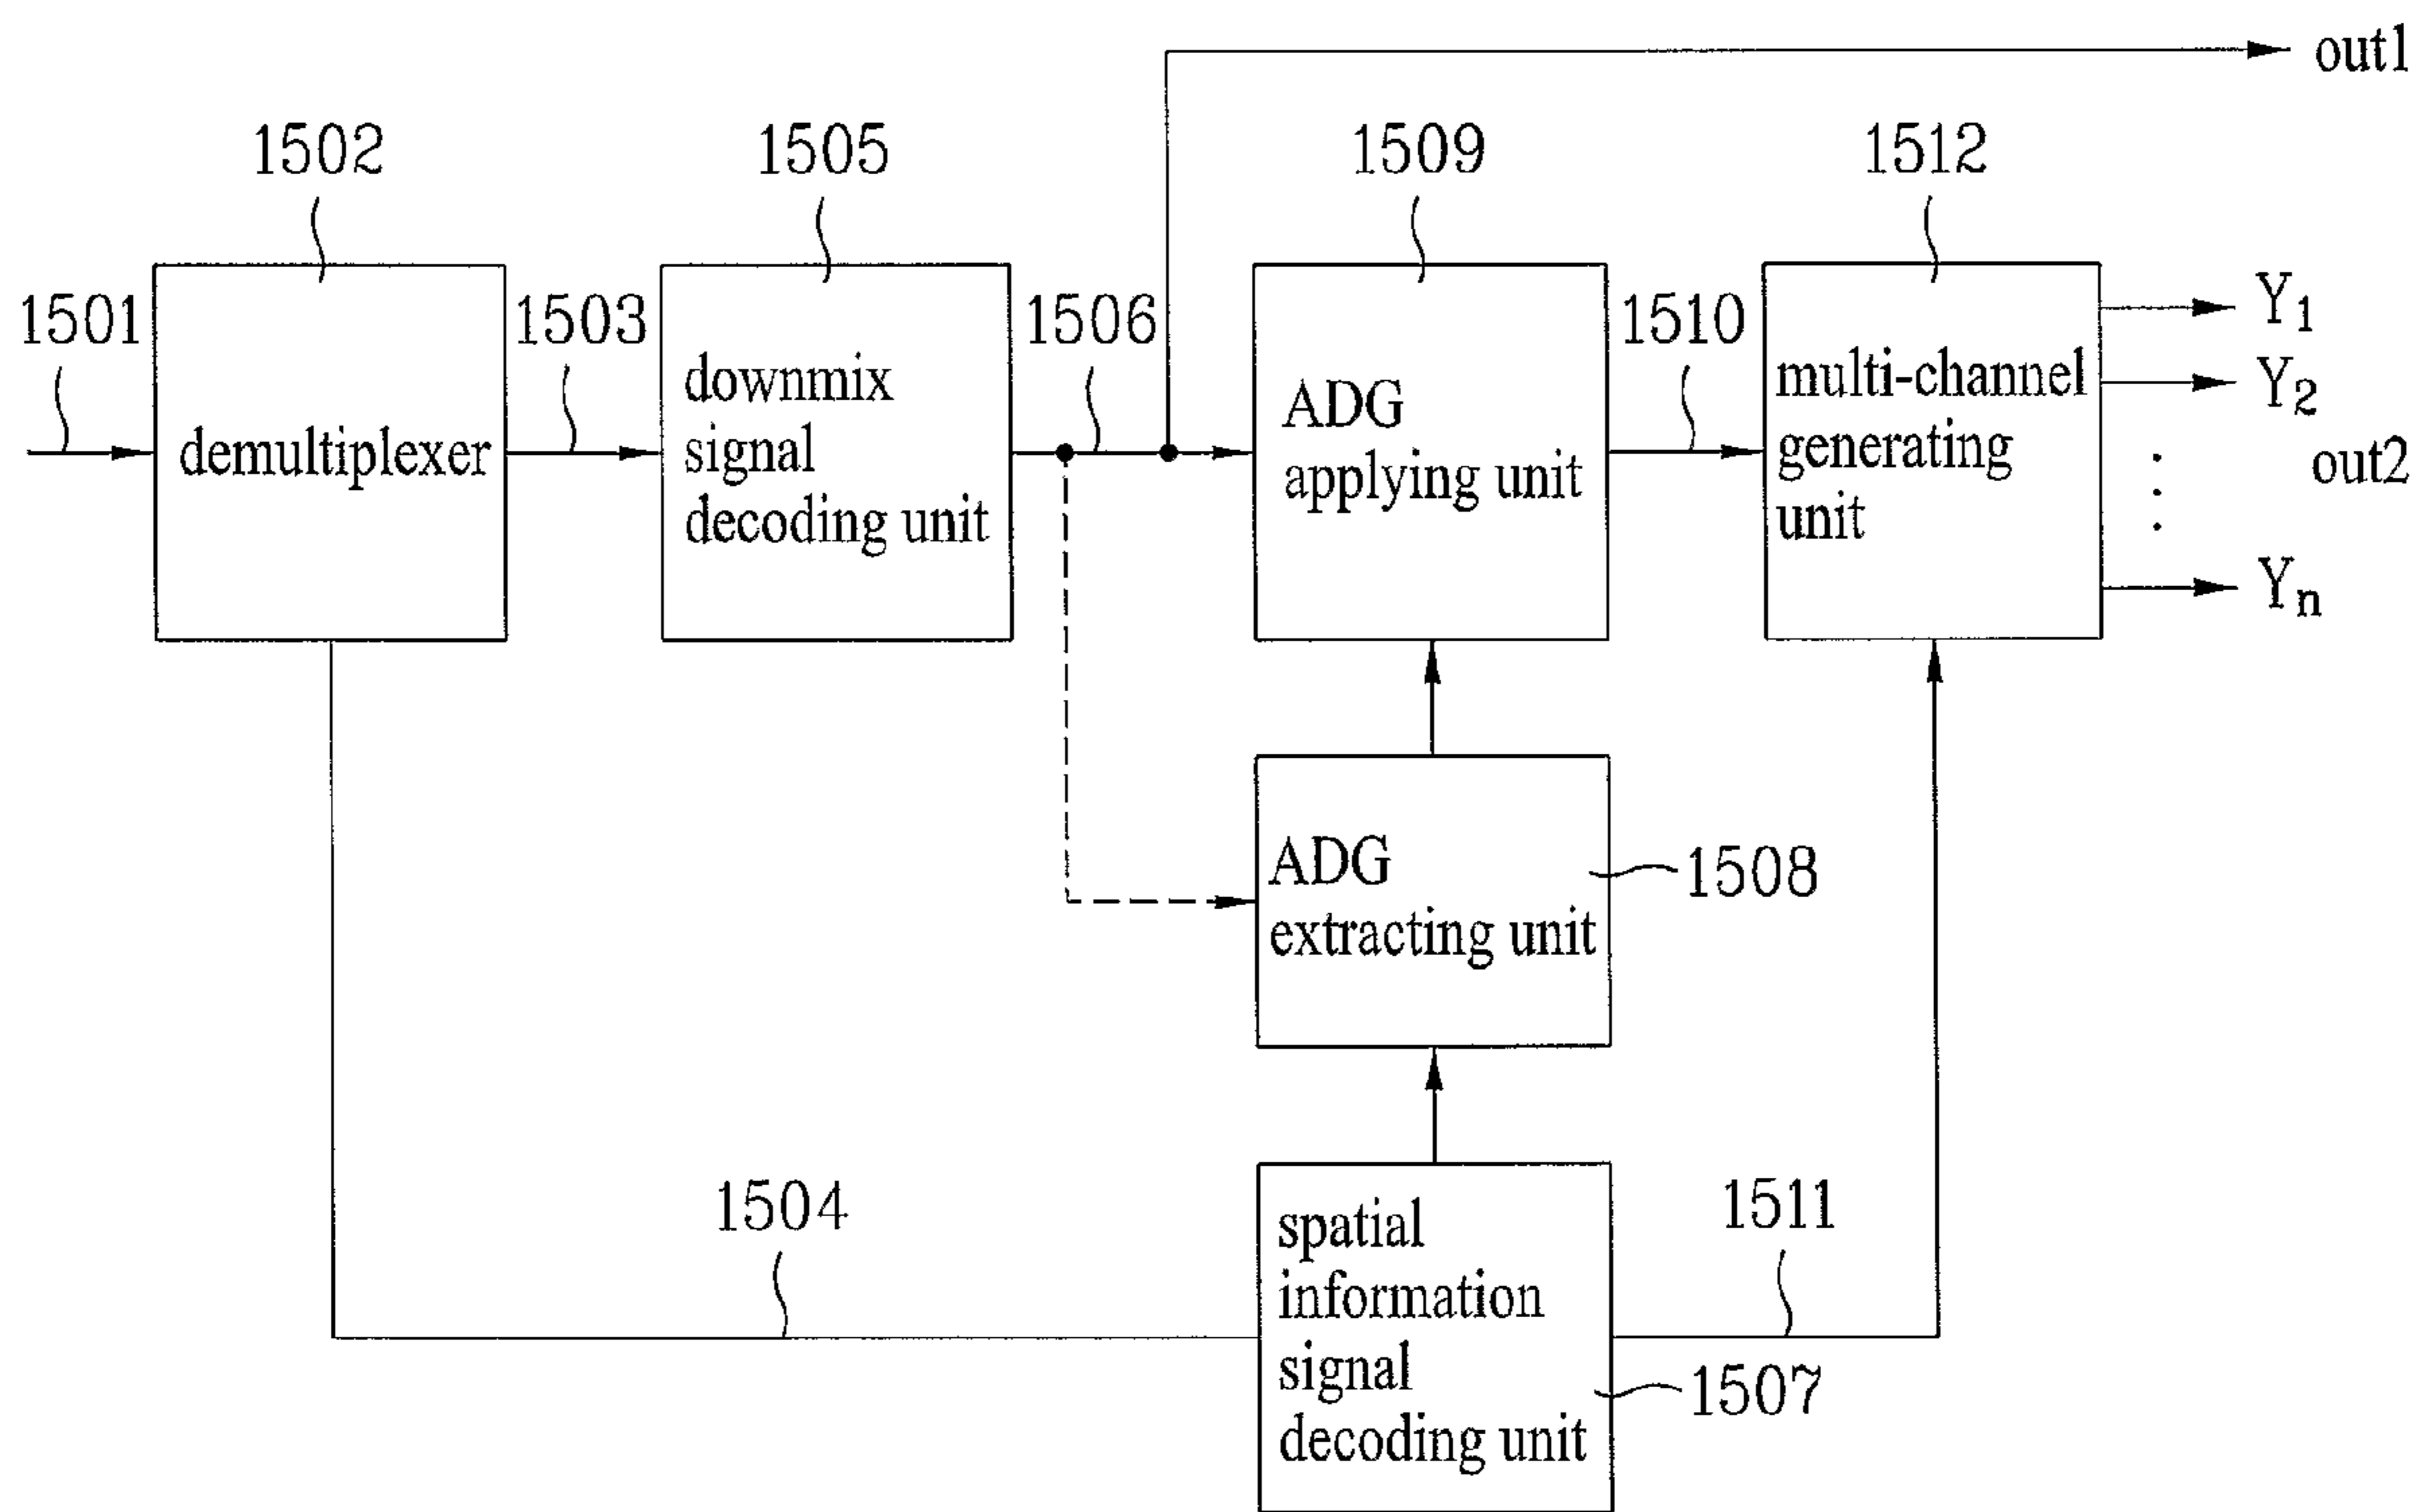 out1
1502
1505
1509
1512
1501
1503
1506
1510
demultiplexer
downmix
signal
decoding unit
ADG
applying unit
multi-channel
generating
unit
Y1
Y2
out2
Yn
ADG
extracting unit
1508
1504
spatial
information
signal
decoding unit
1511
1507